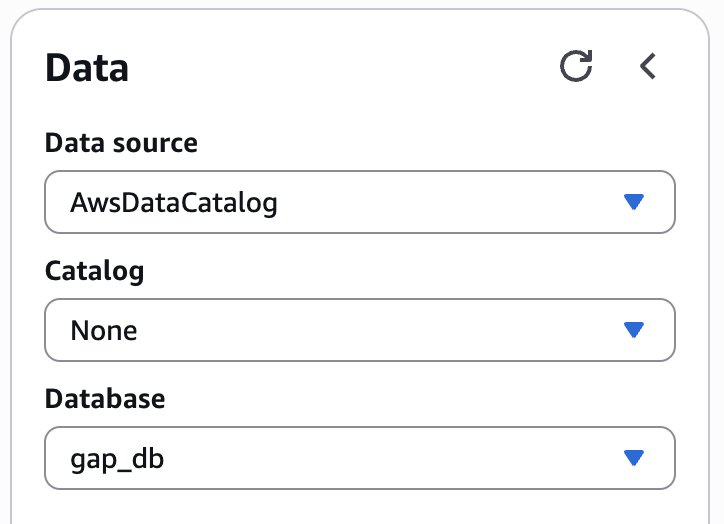 Data
Data source
AwsDataCatalog
Catalog
None
Database
gap_db